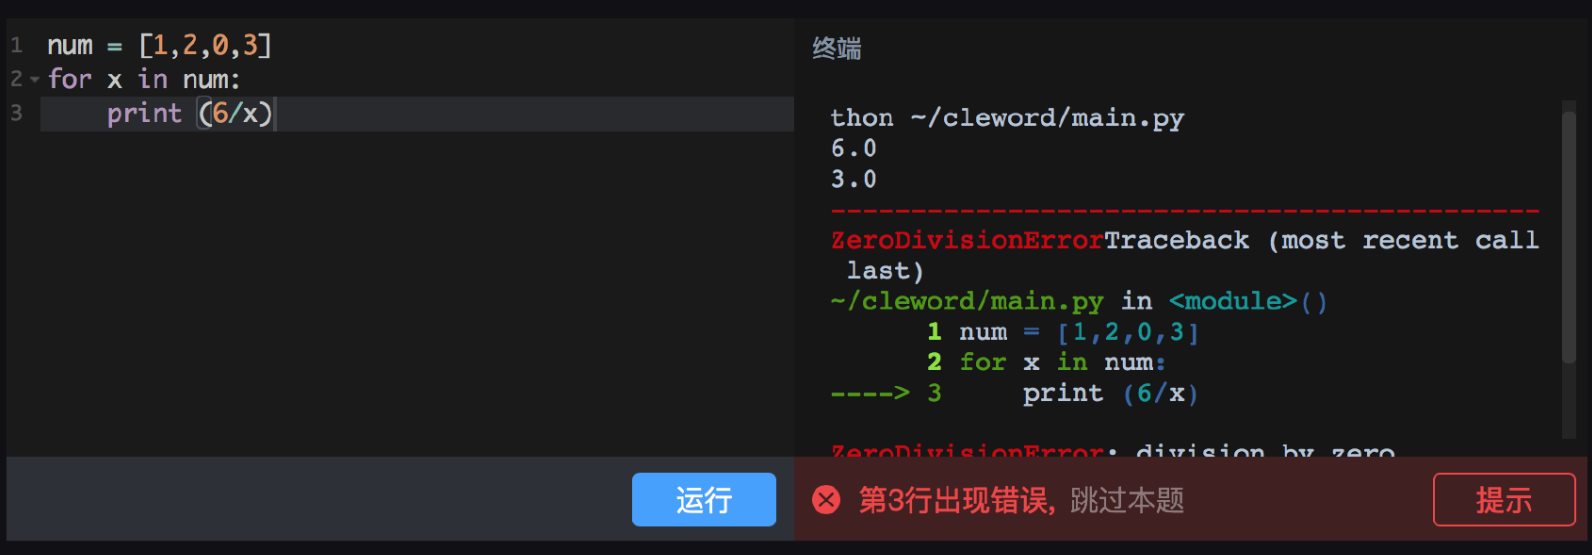 1 num = [1,2,0,3]
2 for x in num:
3 print (6/x)
运行
终端
thon ~/cleword/main.py
6.0
3.0
--------------------------------------------
ZeroDivisionErrorTraceback (most recent call
last)
~/cleword/main.py in <module>()
1 num = [1,2,0,3]
2 for x in num:
----> 3 print (6/x)
ZeroDivisionError: division by zero
第3行出现错误, 跳过本题
提示